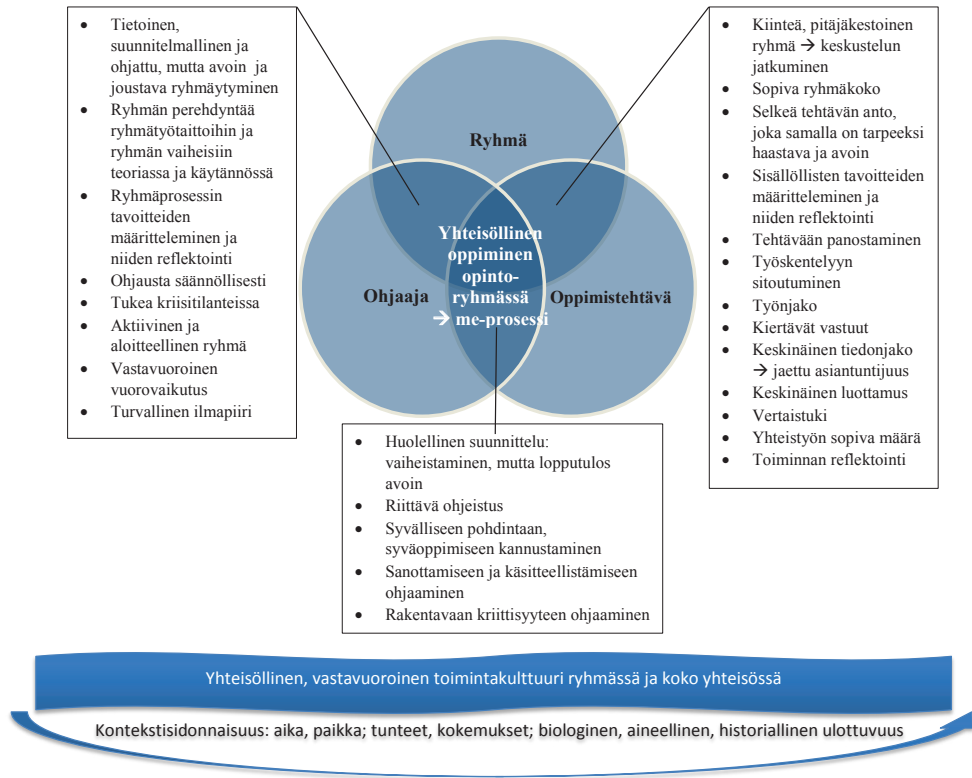 • Tietoinen,
suunnitelmallinen ja
ohjattu, mutta avoin ja
joustava ryhmäytyminen
• Ryhmän perehdyntää
ryhmätyötaittoihin ja
ryhmän vaiheisiin
teoriassa ja käytännössä
• Ryhmäprosessin
tavoitteiden
määritteleminen ja
niiden reflektointi
• Ohjausta säännöllisesti
• Tukea kriisitilanteissa
• Aktiivinen ja
aloitteellinen ryhmä
• Vastavuoroinen
vuorovaikutus
• Turvallinen ilmapiiri
Ryhmä
Ohjaaja
Yhteisöllinen
oppiminen
opinto-
ryhmässä
→ me-prosessi
Oppimistehtävä
• Kiinteä, pitäjäkestoinen
ryhmä → keskustelun
jatkuminen
• Sopiva ryhmäkoko
• Selkeä tehtävän anto,
joka samalla on tarpeeksi
haastava ja avoin
• Sisällöllisten tavoitteiden
määritteleminen ja
niiden reflektointi
• Tehtävään panostaminen
• Työskentelyyn
sitoutuminen
• Työnjako
• Kiertävät vastuut
• Keskinäinen tiedonjako
→ jaettu asiantuntijuus
• Keskinäinen luottamus
• Vertaistuki
• Yhteistyön sopiva määrä
• Toiminnan reflektointi
• Huolellinen suunnittelu:
vaiheistaminen, mutta lopputulos
avoin
• Riittävä ohjeistus
• Syvälliseen pohdintaan,
syväoppimiseen kannustaminen
• Sanottamiseen ja käsitteellistämiseen
ohjaaminen
• Rakentavaan kriittisyyteen ohjaaminen
Yhteisöllinen, vastavuoroinen toimintakulttuuri ryhmässä ja koko yhteisössä
Kontekstisidonnaisuus: aika, paikka; tunteet, kokemukset; biologinen, aineellinen, historiallinen ulottuvuus